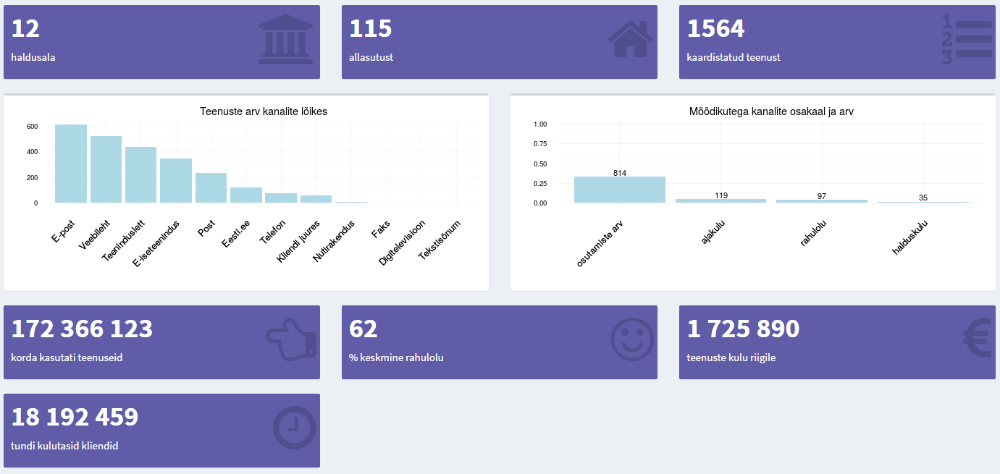 12
haldusala
115
allasutust
1564
kaardistatud teenust
1
2
3
Teenuste arv kanalite lõikes
600
400
200
0
E-post
Veebileht
Teeninduslett
E-iseteenindus
Post
Eesti.ee
Telefon
Kliendi juures
Nutirakendus
Faks
Digitelevisioon
Tekstisõnum
Mõõdikutega kanalite osakaal ja arv
1.00
0.75
0.50
0.25
0.00
814
119
97
35
osutamiste arv
ajakulu
rahulolu
halduskulu
172 366 123
korda kasutati teenuseid
62
% keskmine rahulolu
1 725 890
teenuste kulu riigile
€
18 192 459
tundi kulutasid kliendid